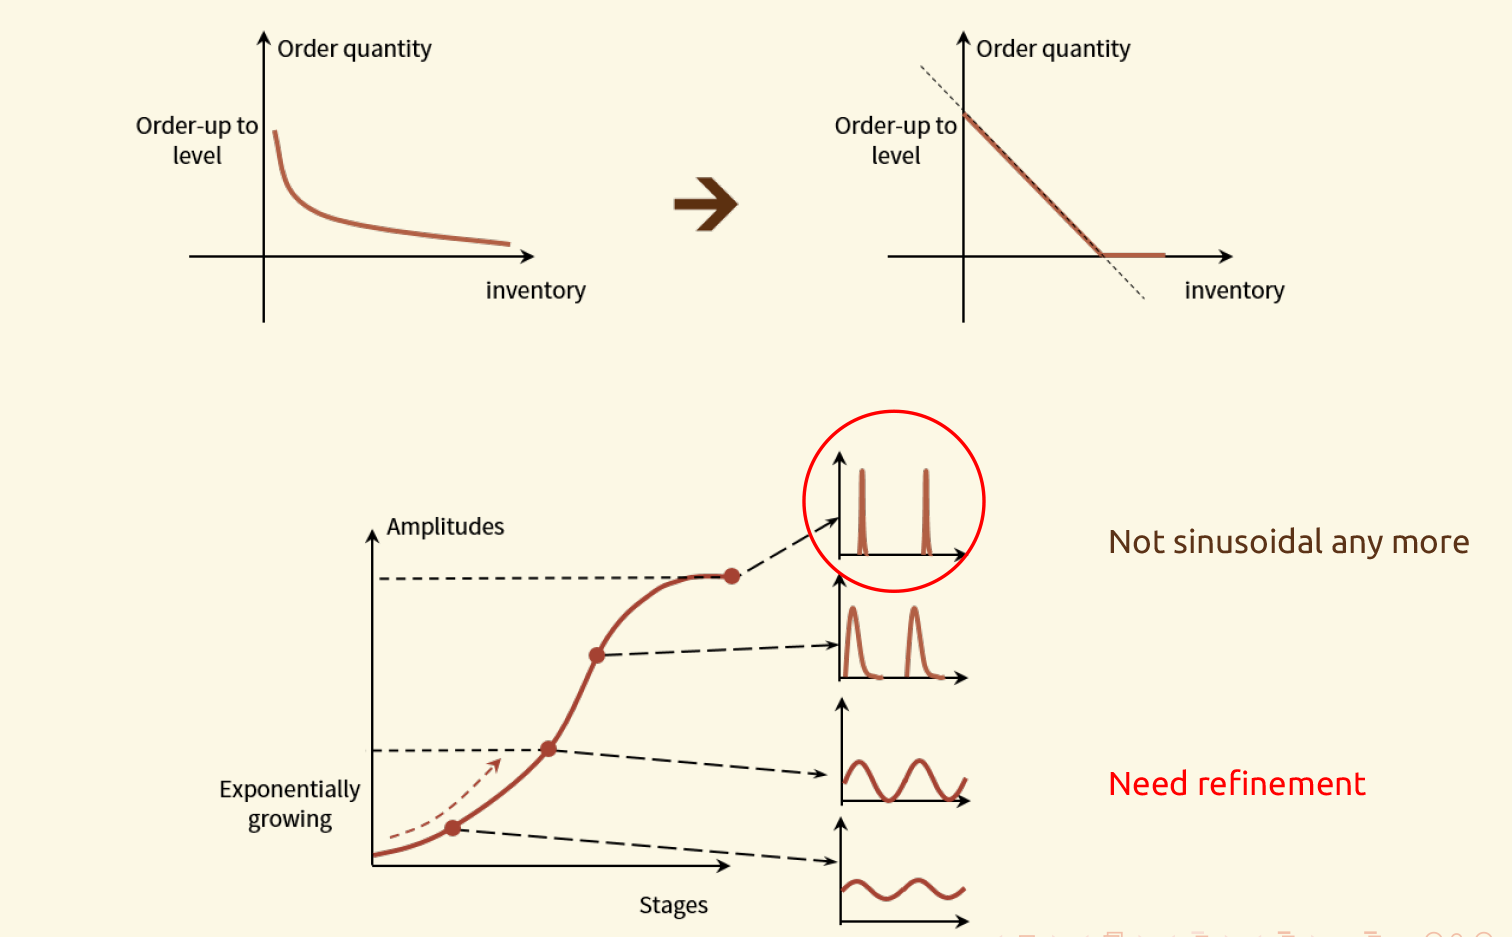 Order quantity
Order-up to
level
inventory
Order quantity
Order-up to
level
inventory
Amplitudes
Not sinusoidal any more
Exponentially
growing
Need refinement
Stages